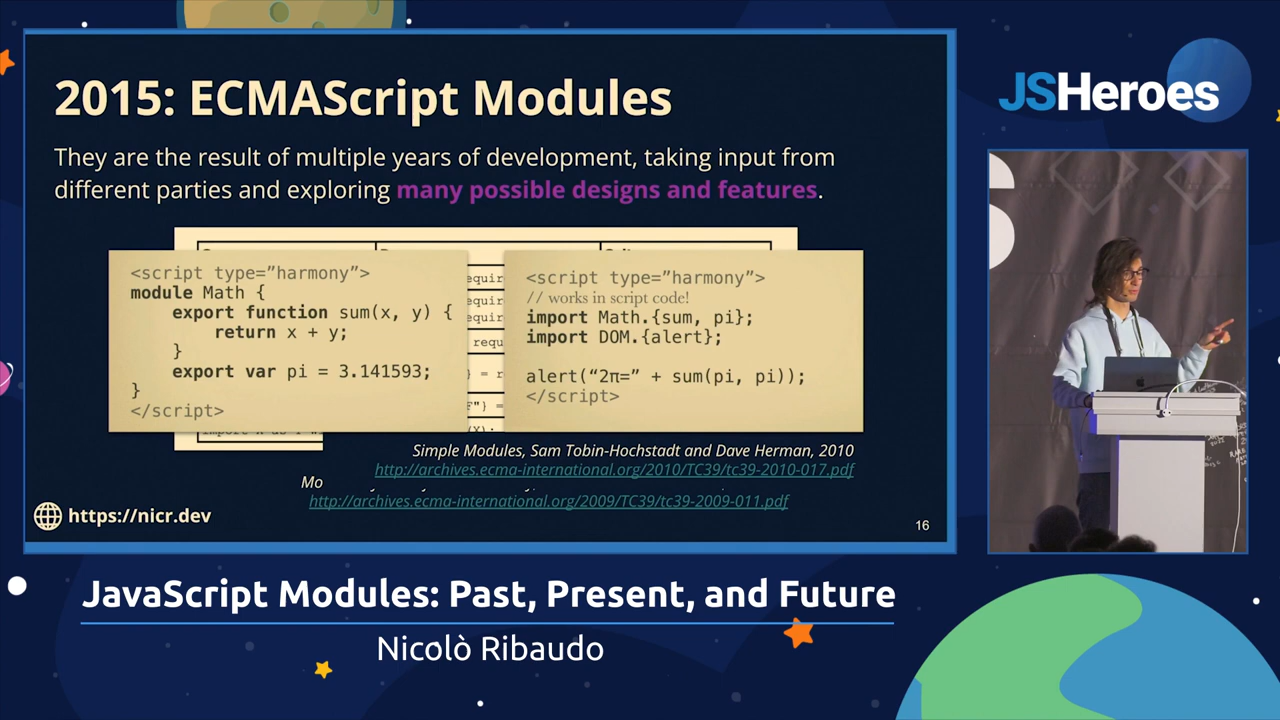 2015: ECMAScript Modules
They are the result of multiple years of development, taking input from
different parties and exploring many possible designs and features.
<script type=”harmony”>
module Math {
export function sum(x, y) {
return x + y;
}
export var pi = 3.141593;
}
</script>
<script type=”harmony”>
// works in script code!
import Math.{sum, pi};
import DOM.{alert};
alert(“2π=” + sum(pi, pi));
</script>
Simple Modules, Sam Tobin-Hochstadt and Dave Herman, 2010
http://archives.ecma-international.org/2010/TC39/tc39-2010-017.pdf
http://archives.ecma-international.org/2009/TC39/tc39-2009-011.pdf
https://nicr.dev
16
JSHeroes
JavaScript Modules: Past, Present, and Future
Nicolò Ribaudo